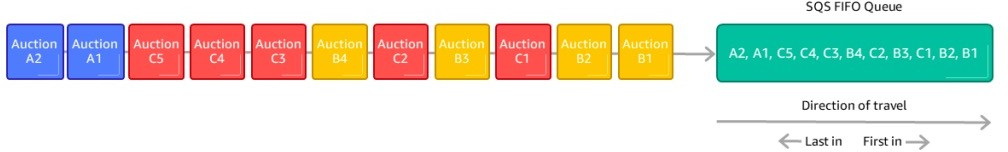 SQS FIFO Queue
Auction
A2
Auction
A1
Auction
C5
Auction
C4
Auction
C3
Auction
B4
Auction
C2
Auction
B3
Auction
C1
Auction
B2
Auction
B1
A2, A1, C5, C4, C3, B4, C2, B3, C1, B2, B1
Direction of travel
Last in First in